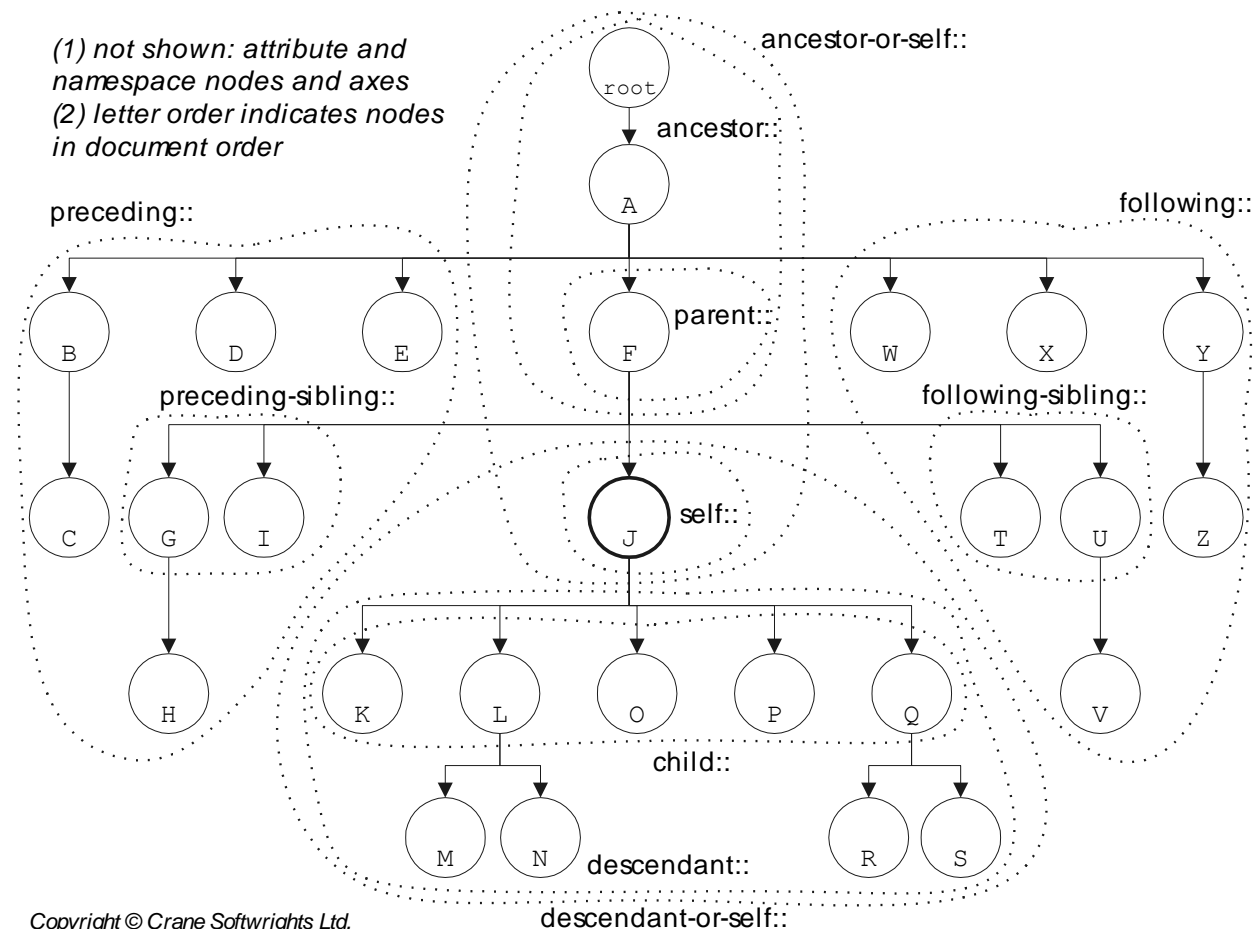 (1) not shown: attribute and
namespace nodes and axes
(2) letter order indicates nodes
in document order
root
ancestor-or-self::
ancestor::
A
preceding::
following::
B
D
E
F
parent::
W
X
Y
preceding-sibling::
following-sibling::
C
G
I
J
self::
T
U
Z
H
K
L
O
P
Q
V
child::
M
N
descendant::
R
S
Copyright © Crane Softwrights Ltd.
descendant-or-self::